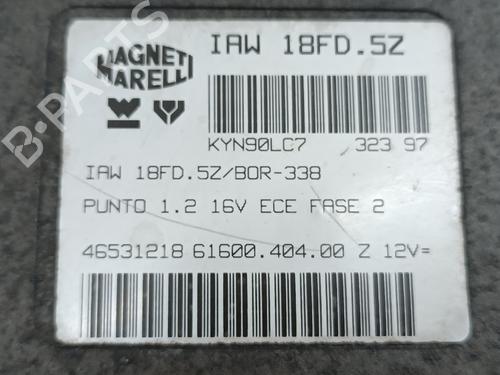 MAGNETI
MARELLI
IAW 18FD.5Z
KYN90LC7 323 97
IAW 18FD.5Z/BOR-338
PUNTO 1.2 16V ECE FASE 2
46531218 61600.404.00 Z 12V=
B-PARTS